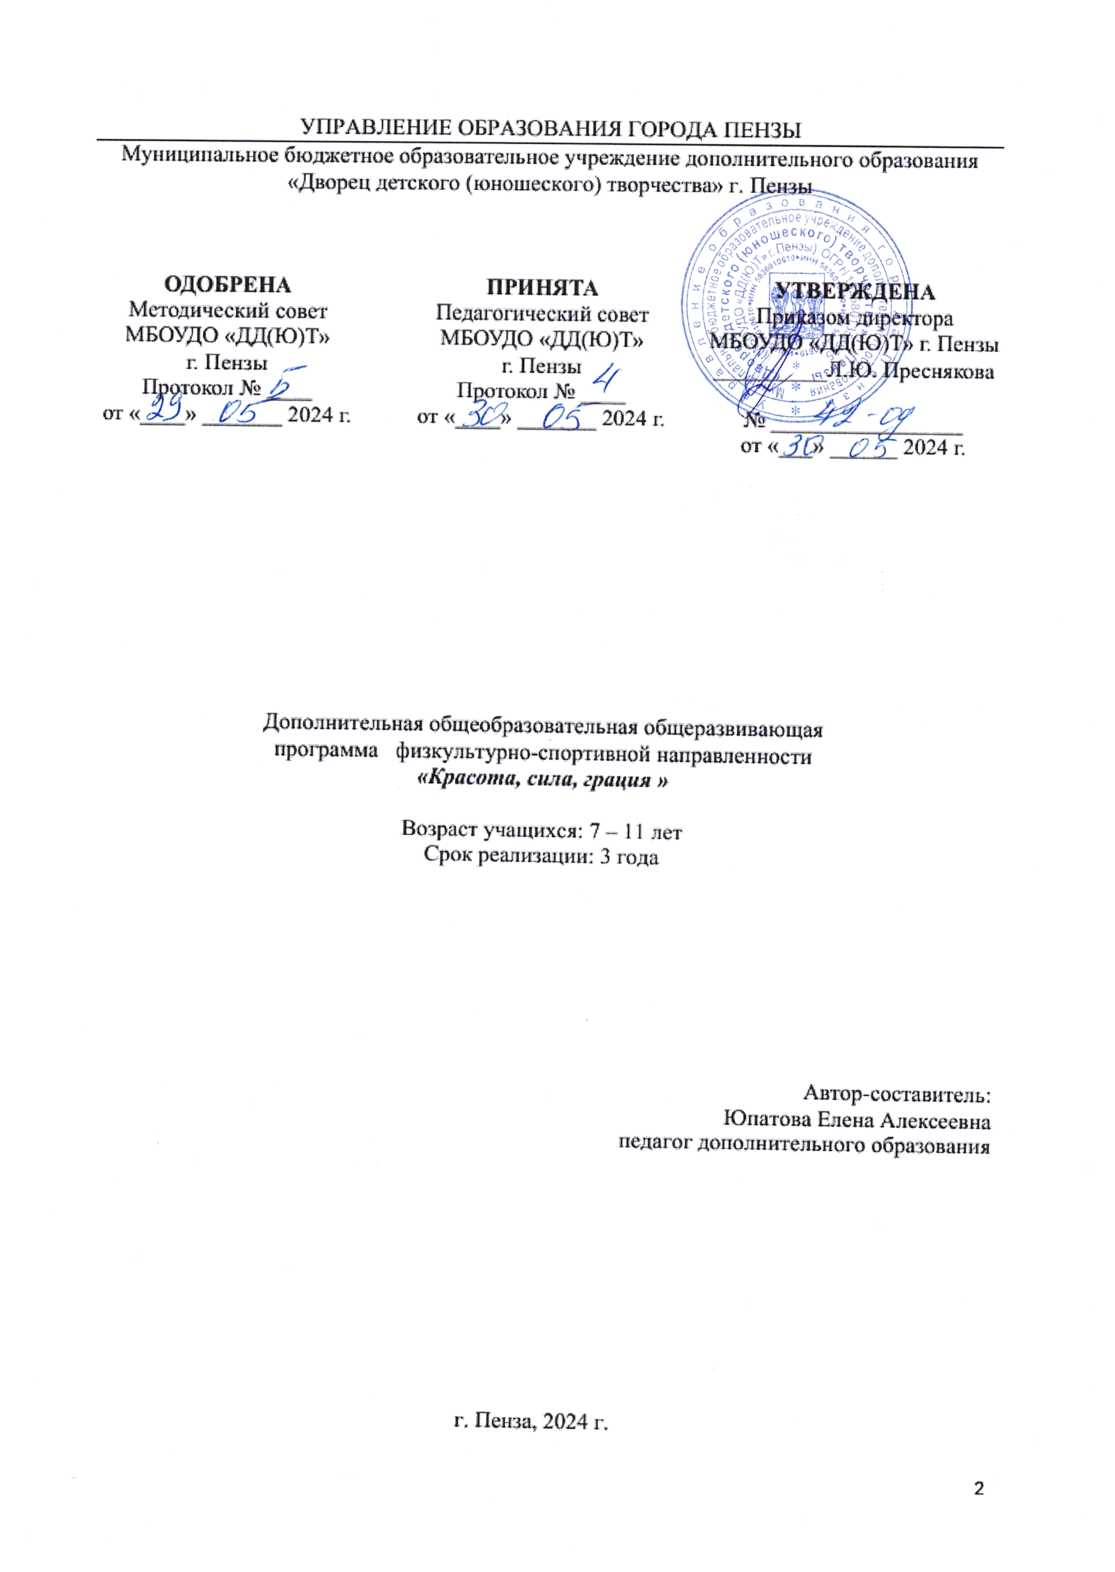 УПРАВЛЕНИЕ ОБРАЗОВАНИЯ ГОРОДА ПЕНЗЫ
Муниципальное бюджетное образовательное учреждение дополнительного образования
«Дворец детского (юношеского) творчества» г. Пензы
ОДОБРЕНА
Методический совет
МБОУДО «ДД(Ю)Т»
г. Пензы
Протокол № 5
от «29» 05 2024 г.
ПРИНЯТА
Педагогический совет
МБОУДО «ДД(Ю)Т»
г. Пензы
Протокол № 4
от «30» 05 2024 г.
УТВЕРЖДЕНА
Приказом директора
МБОУДО «ДД(Ю)Т» г. Пензы
Л.Ю. Преснякова
№ 42-од
от «30» 05 2024 г.
Дополнительная общеобразовательная общеразвивающая
программа физкультурно-спортивной направленности
«Красота, сила, грация »
Возраст учащихся: 7 – 11 лет
Срок реализации: 3 года
Автор-составитель:
Юпатова Елена Алексеевна
педагог дополнительного образования
г. Пенза, 2024 г.
2